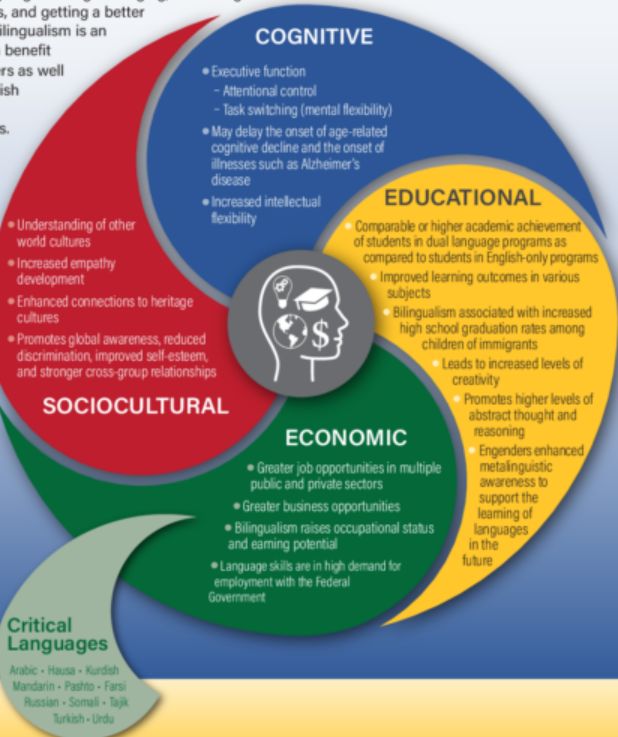 s, and getting a better
ilingualism is an
benefit
rs as well
ish
s.
COGNITIVE
• Executive function
– Attentional control
– Task switching (mental flexibility)
• May delay the onset of age-related
cognitive decline and the onset of
illnesses such as Alzheimer's
disease
• Increased intellectual
flexibility
EDUCATIONAL
• Comparable or higher academic achievement
of students in dual language programs as
compared to students in English-only programs
• Improved learning outcomes in various
subjects
• Bilingualism associated with increased
high school graduation rates among
children of immigrants
• Leads to increased levels of
creativity
• Promotes higher levels of
abstract thought and
reasoning
• Engenders enhanced
metalinguistic
awareness to
support the
learning of
languages
in the
future
• Understanding of other
world cultures
• Increased empathy
development
• Enhanced connections to heritage
cultures
• Promotes global awareness, reduced
discrimination, improved self-esteem,
and stronger cross-group relationships
SOCIOCULTURAL
$
ECONOMIC
• Greater job opportunities in multiple
public and private sectors
• Greater business opportunities
• Bilingualism raises occupational status
and earning potential
• Language skills are in high demand for
employment with the Federal
Government
Critical
Languages
Arabic • Hausa • Kurdish
Mandarin • Pashto • Farsi
Russian • Somali • Tajik
Turkish • Urdu